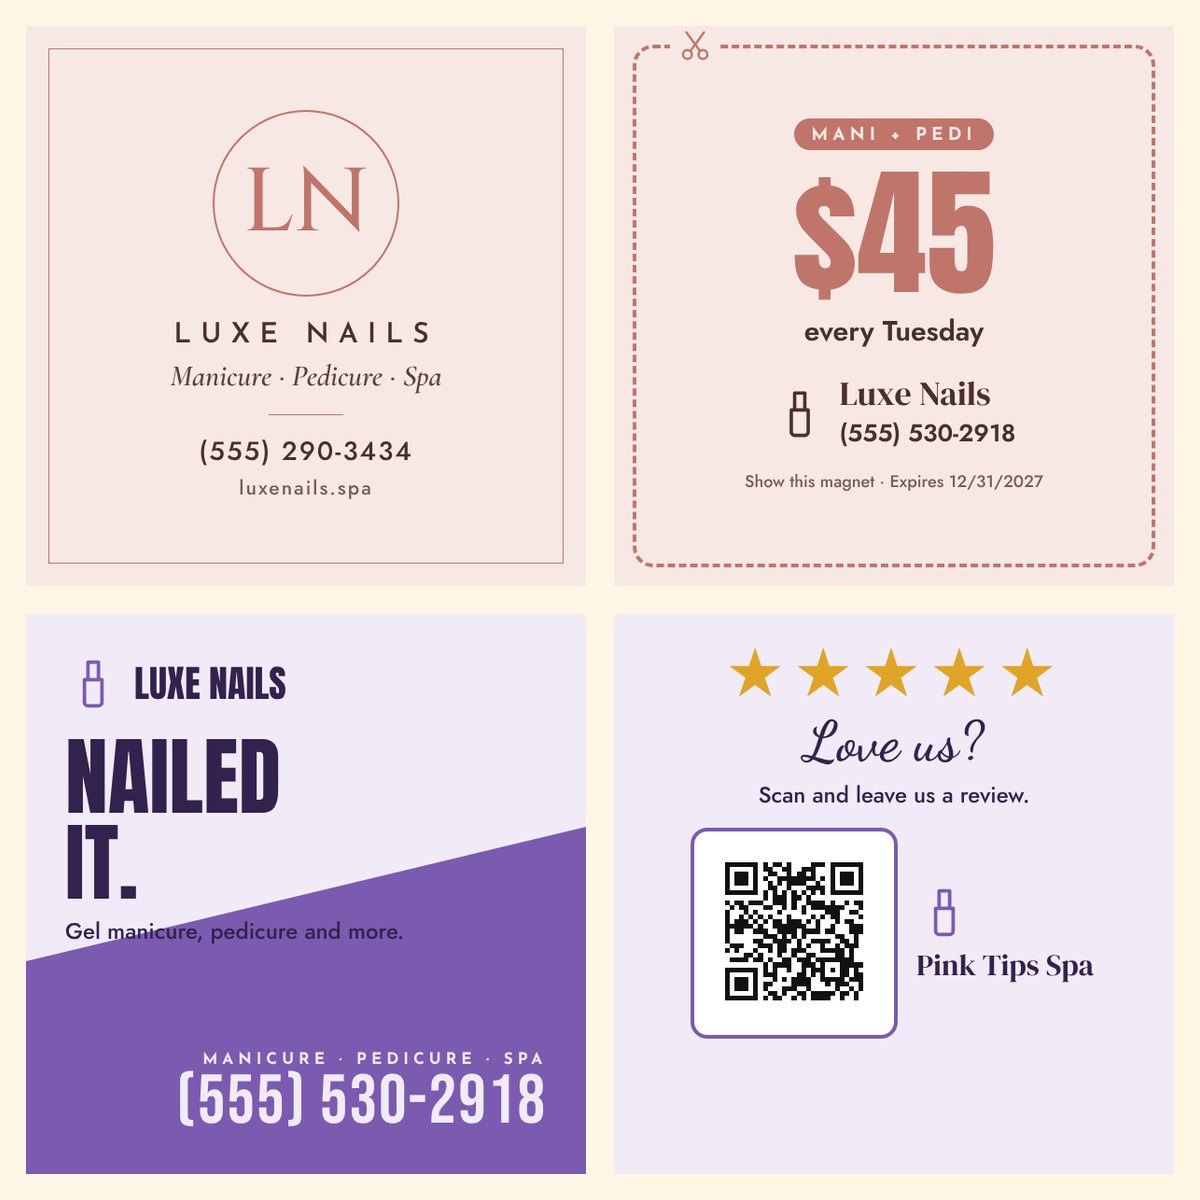 LN
LUXE NAILS
Manicure · Pedicure · Spa
(555) 290-3434
luxenails.spa
MANI + PEDI
$45
every Tuesday
Luxe Nails
(555) 530-2918
Show this magnet · Expires 12/31/2027
LUXE NAILS
NAILED
IT.
Gel manicure, pedicure and more.
MANICURE · PEDICURE · SPA
(555) 530-2918
Love us?
Scan and leave us a review.
Pink Tips Spa